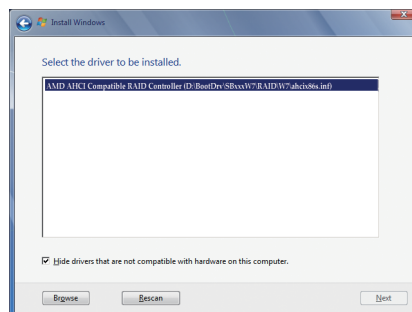 Install Windows
Select the driver to be installed.
AMD AHCI Compatible RAID Controller (D:\BootDrv\SBxxxW7\RAID\W7\ahcix86s.inf)
Hide drivers that are not compatible with hardware on this computer.
Browse
Rescan
Next